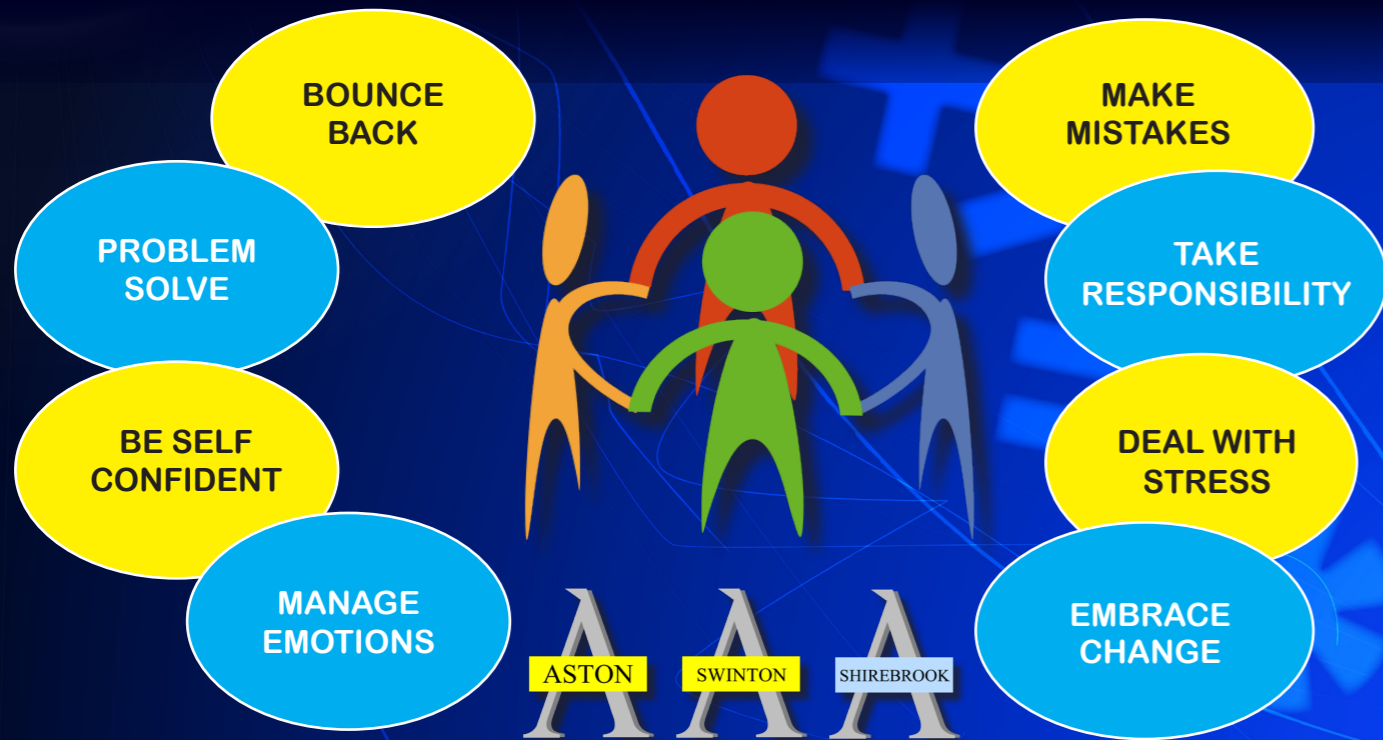 BOUNCE
BACK
PROBLEM
SOLVE
BE SELF
CONFIDENT
MANAGE
EMOTIONS
MAKE
MISTAKES
TAKE
RESPONSIBILITY
DEAL WITH
STRESS
EMBRACE
CHANGE
A A A
ASTON SWINTON SHIREBROOK